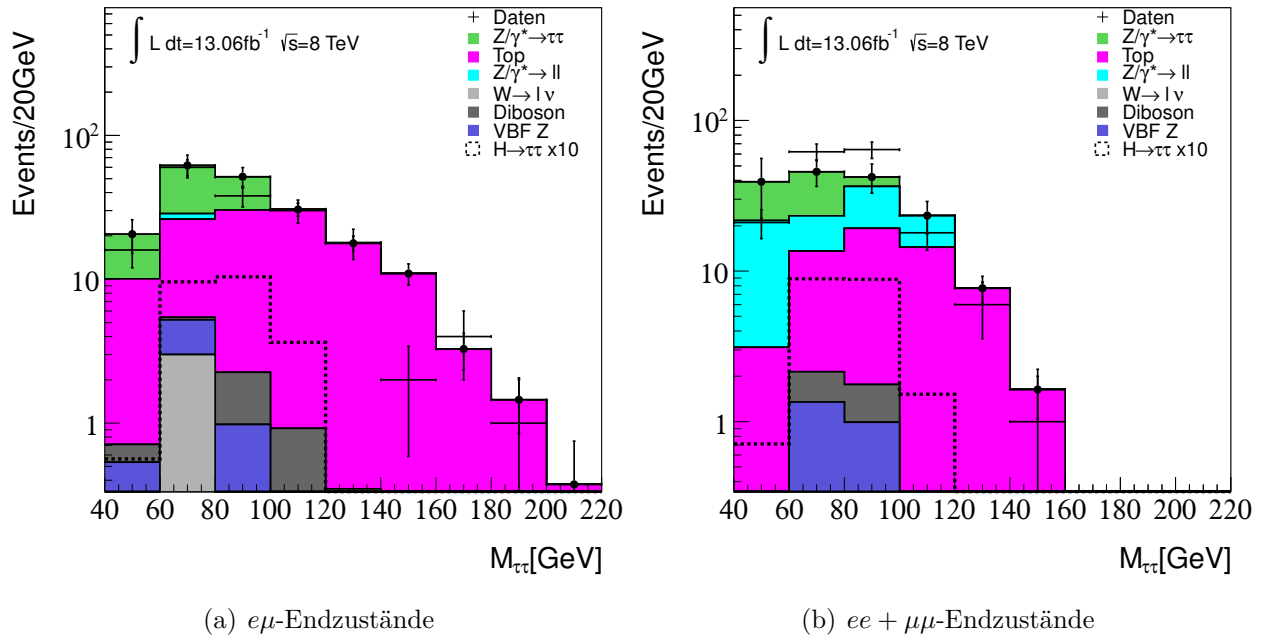 ∫ L dt=13.06fb⁻¹ √s=8 TeV
Daten
Z/γ*→ττ
Top
Z/γ*→ ll
W→ l ν
Diboson
VBF Z
H→ττ x10
Events/20GeV
10²
10
1
40 60 80 100 120 140 160 180 200 220
M_ττ[GeV]
(a) eμ-Endzustände
∫ L dt=13.06fb⁻¹ √s=8 TeV
Daten
Z/γ*→ττ
Top
Z/γ*→ ll
W→ l ν
Diboson
VBF Z
H→ττ x10
Events/20GeV
10²
10
1
40 60 80 100 120 140 160 180 200 220
M_ττ[GeV]
(b) ee + μμ-Endzustände